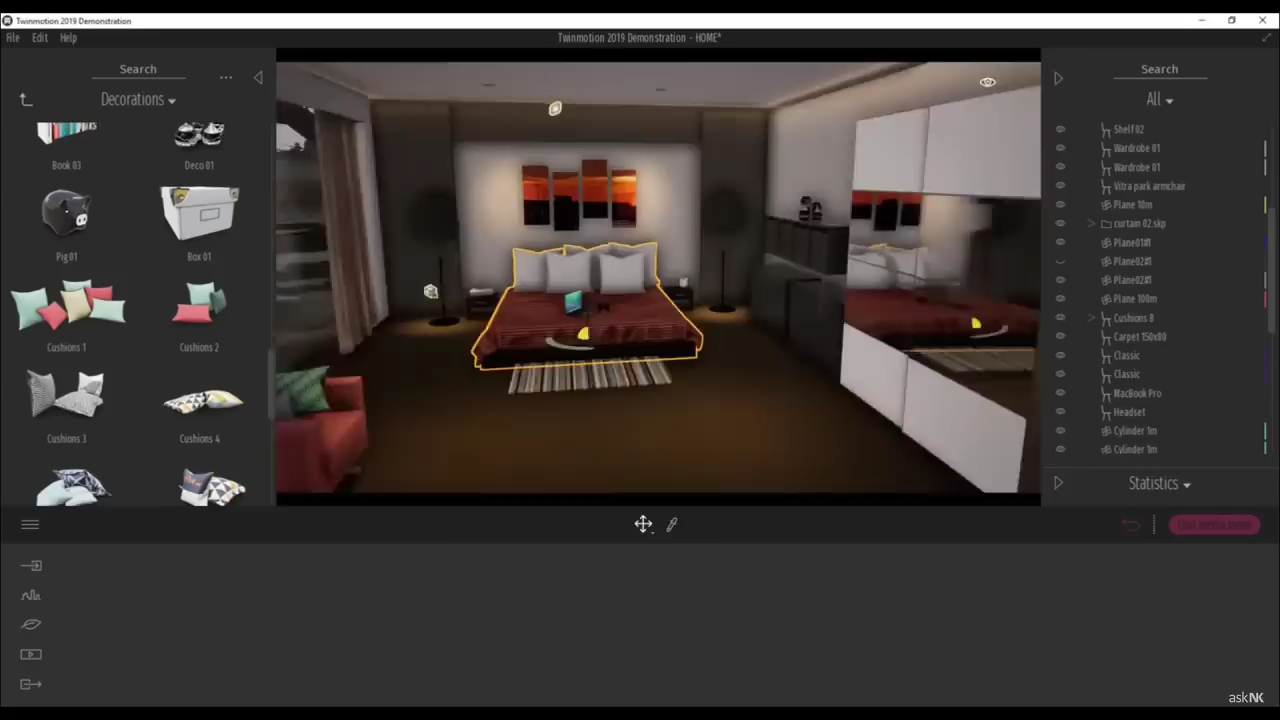 Twinmotion 2019 Demonstration
File Edit Help
Twinmotion 2019 Demonstration - HOME*
Search
...
Decorations
Book 03
Deco 01
Pig 01
Box 01
Cushions 1
Cushions 2
Cushions 3
Cushions 4
Search
All
Shelf 02
Wardrobe 01
Wardrobe 01
Vitra park armchair
Plane 10m
curtain 02.skp
Plane01#1
Plane02#1
Plane02#1
Plane 100m
Cushions 8
Carpet 150x80
Classic
Classic
MacBook Pro
Headset
Cylinder 1m
Cylinder 1m
Statistics
askNK